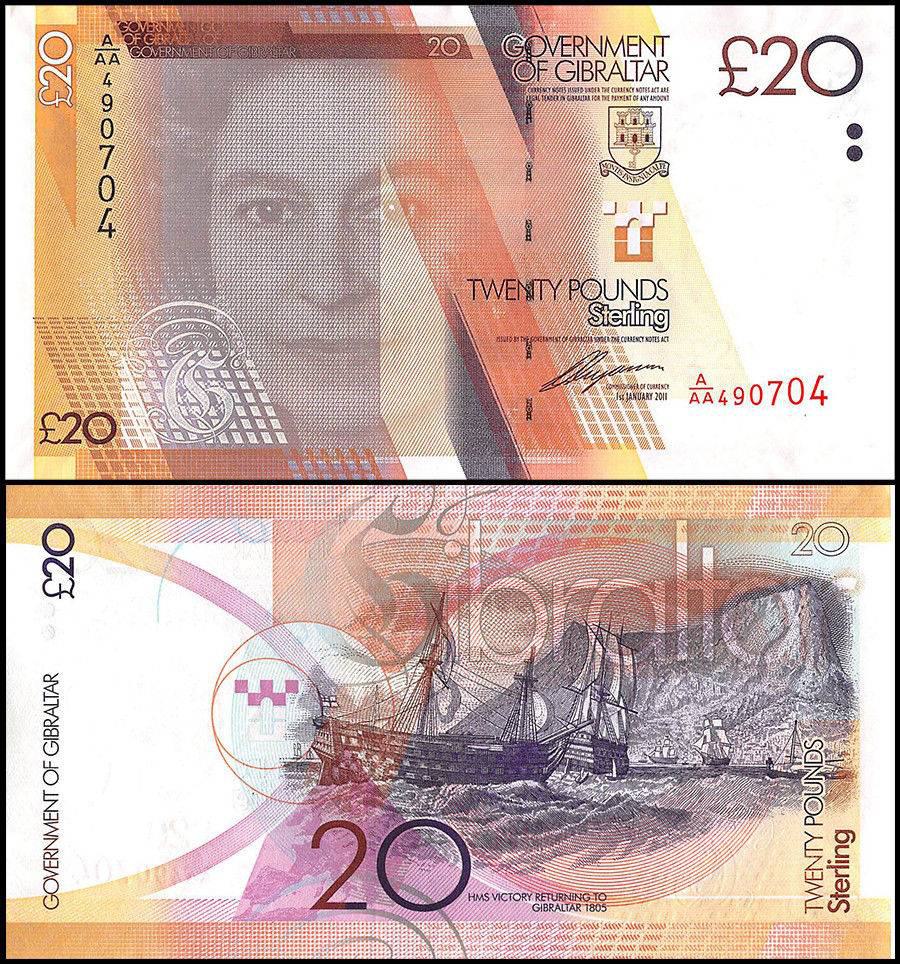 £20
A/AA 490704
GOVERNMENT OF GIBRALTAR
OF GIBRALTAR
GOVERNMENT OF GIBRALTAR
20
GOVERNMENT
OF GIBRALTAR
CURRENCY NOTES ISSUED UNDER THE CURRENCY NOTES ACT ARE
LEGAL TENDER IN GIBRALTAR FOR THE PAYMENT OF ANY AMOUNT
£20
MONTIS INSIGNIA CALPE
TWENTY POUNDS
Sterling
ISSUED BY THE GOVERNMENT OF GIBRALTAR UNDER THE CURRENCY NOTES ACT
COMMISSIONER OF CURRENCY
1st JANUARY 2011
A/AA 490704
£20
£20
GOVERNMENT OF GIBRALTAR
Gibraltar
20
TWENTY POUNDS
Sterling
20
HMS VICTORY RETURNING TO
GIBRALTAR 1805